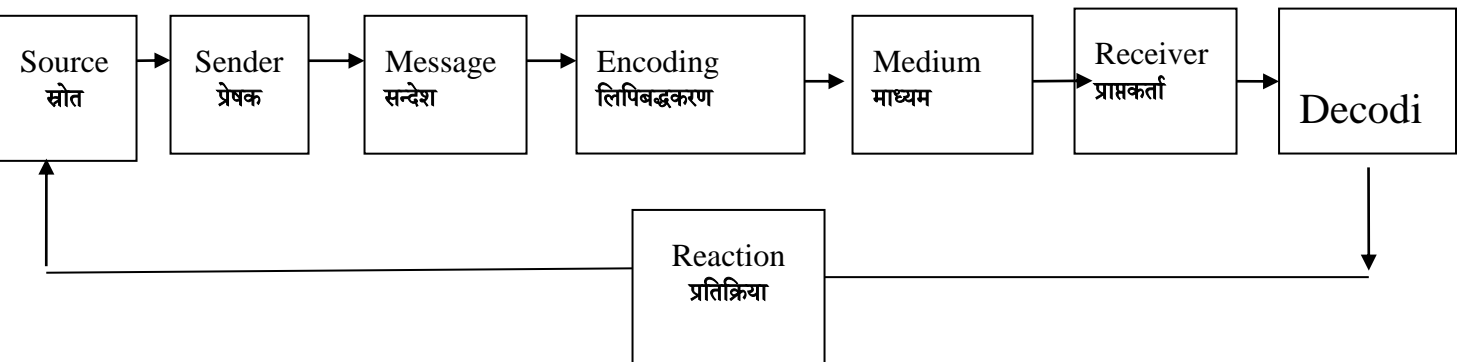 Source
स्रोत
Sender
प्रेषक
Message
सन्देश
Encoding
लिपिबद्धकरण
Medium
माध्यम
Receiver
प्राप्तकर्ता
Decodi
Reaction
प्रतिक्रिया